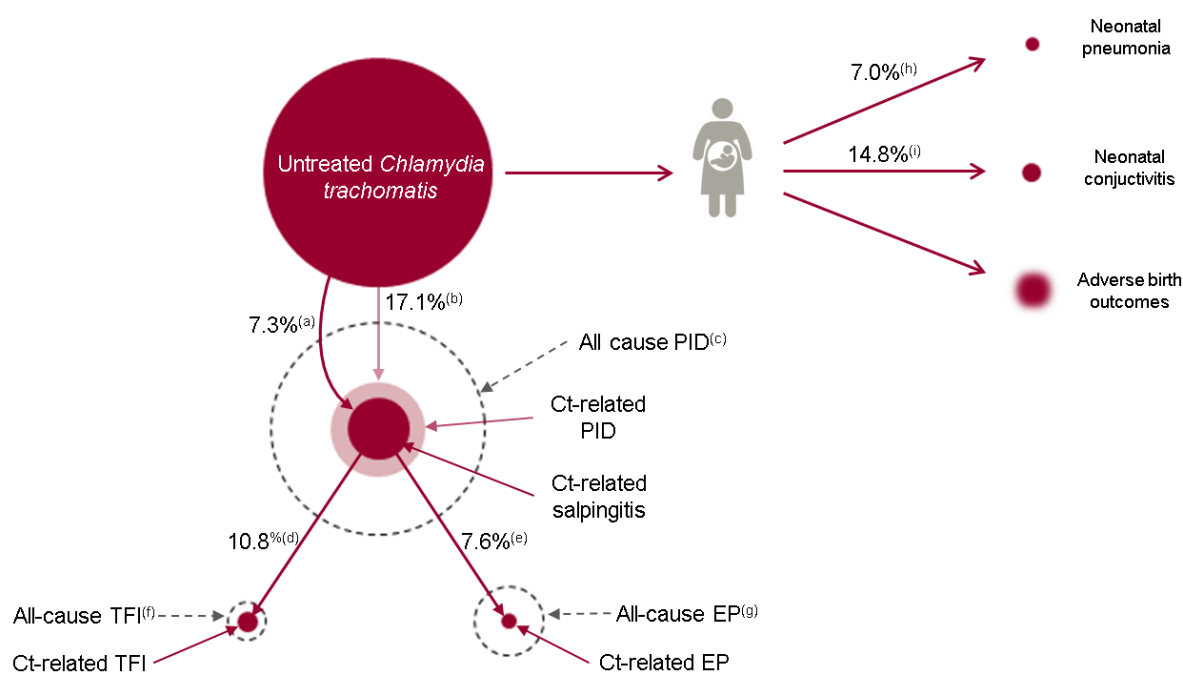 Neonatal
pneumonia
7.0%(h)
Untreated Chlamydia
trachomatis
14.8%(i)
Neonatal
conjuctivitis
Adverse birth
outcomes
17.1%(b)
7.3%(a)
All cause PID(c)
Ct-related
PID
Ct-related
salpingitis
10.8%(d)
7.6%(e)
All-cause TFI(f)
All-cause EP(g)
Ct-related TFI
Ct-related EP